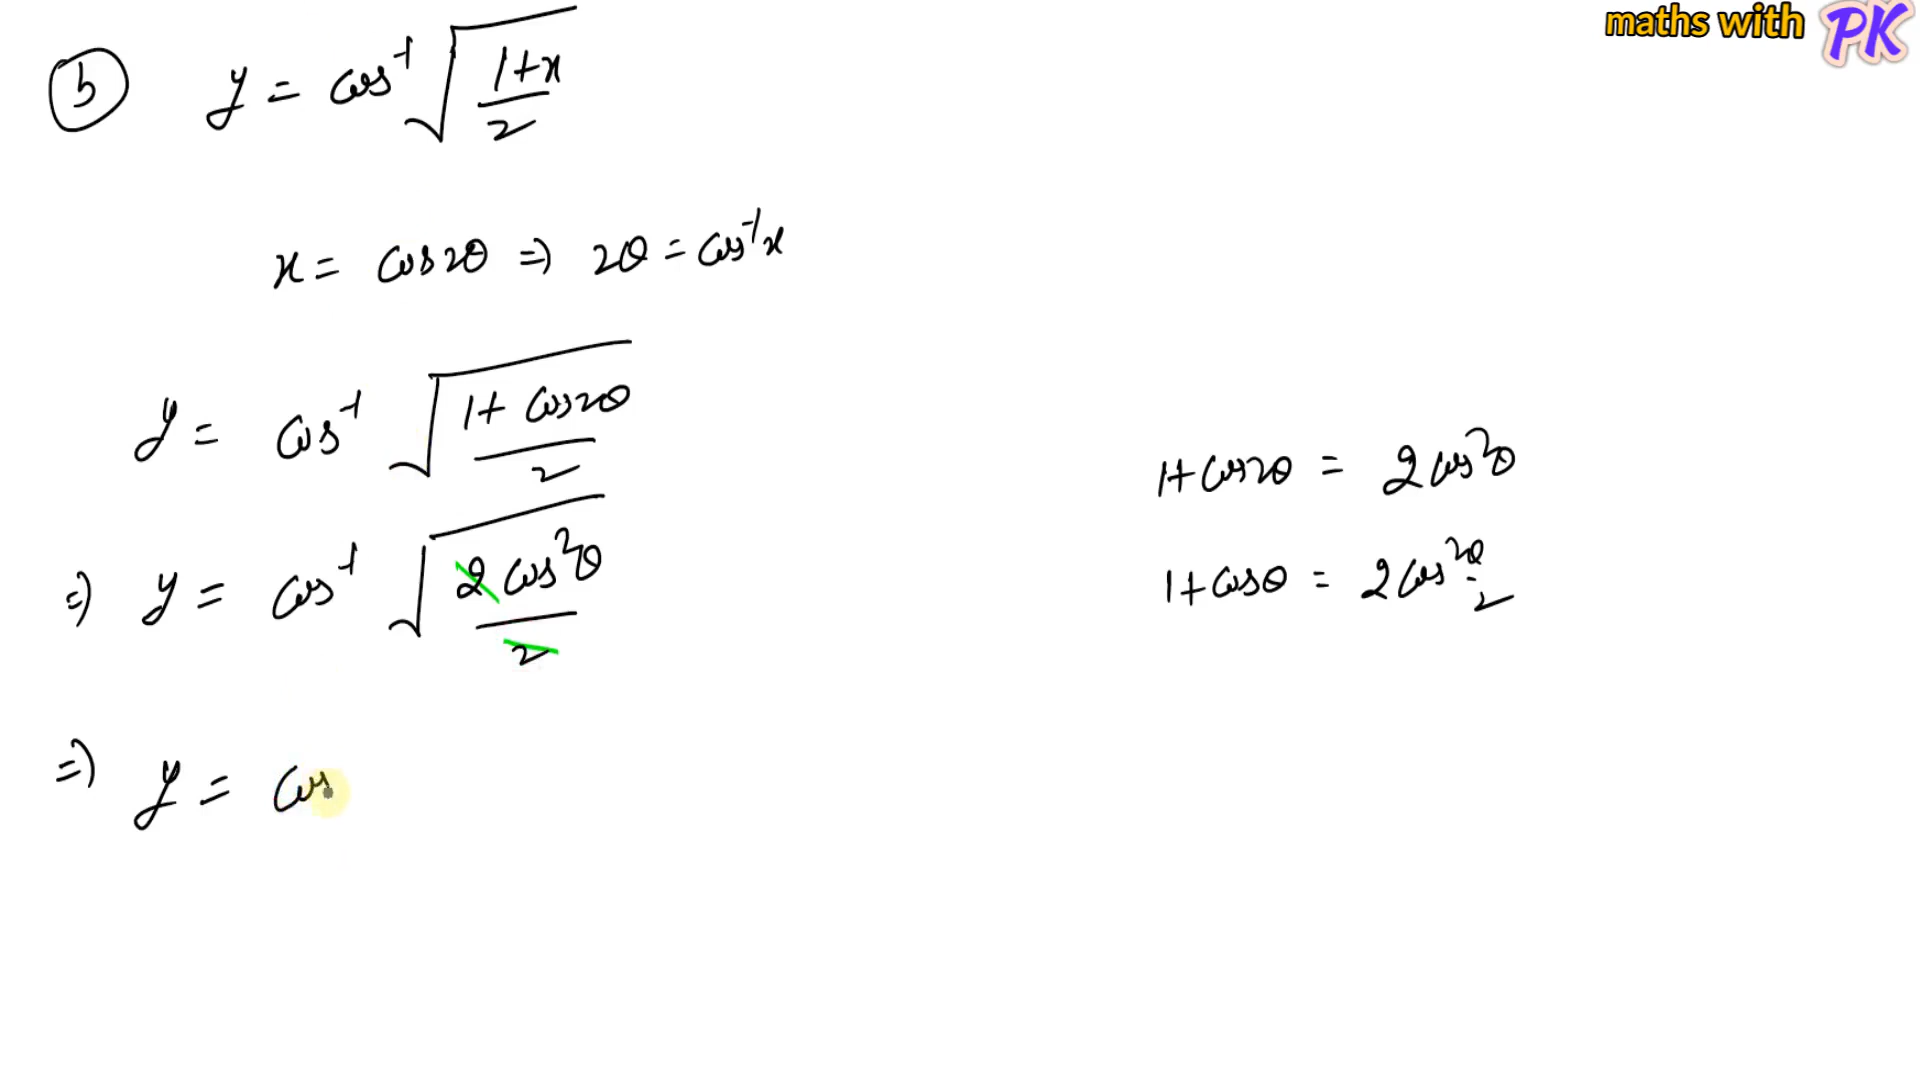 maths with PK
(b) y = cos⁻¹ √((1+x)/2)
x = cos2θ ⇒ 2θ = cos⁻¹x
y = cos⁻¹ √((1+cos2θ)/2)
1+cos2θ = 2cos²θ
⇒ y = cos⁻¹ √((2cos²θ)/2)
1+cosθ = 2cos²θ/2
⇒ y = cos